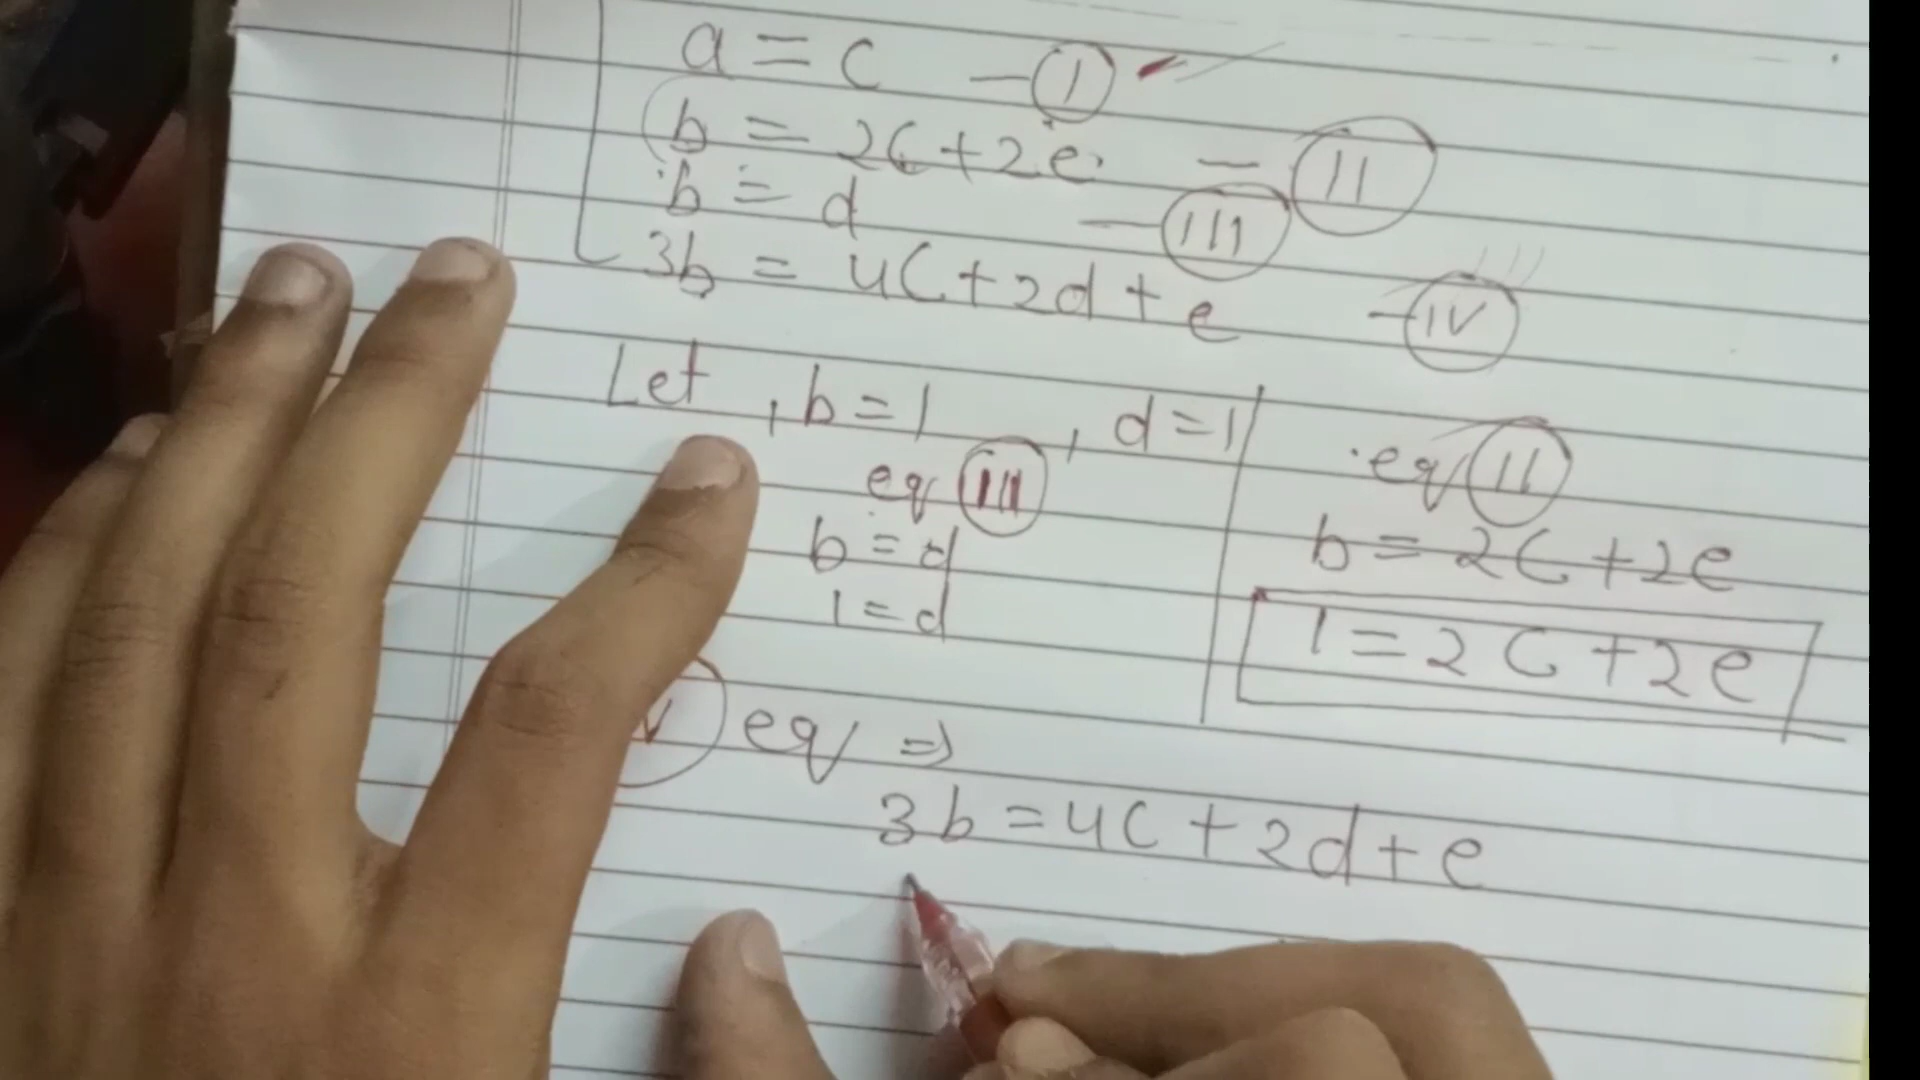 a = c - I
b = 2C + 2e - II
b = d - III
3b = 4C + 2d + e - IV
Let , b = 1 , d = 1
eq III
b = d
1 = d
eq II
b = 2C + 2e
1 = 2C + 2e
eq ⇒
3b = 4C + 2d + e